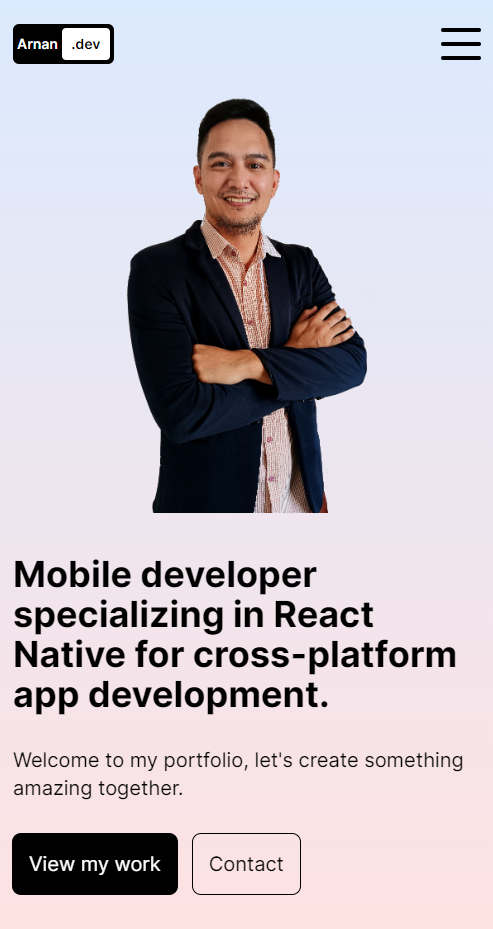 Arnan .dev
Mobile developer
specializing in React
Native for cross-platform
app development.
Welcome to my portfolio, let's create something
amazing together.
View my work Contact